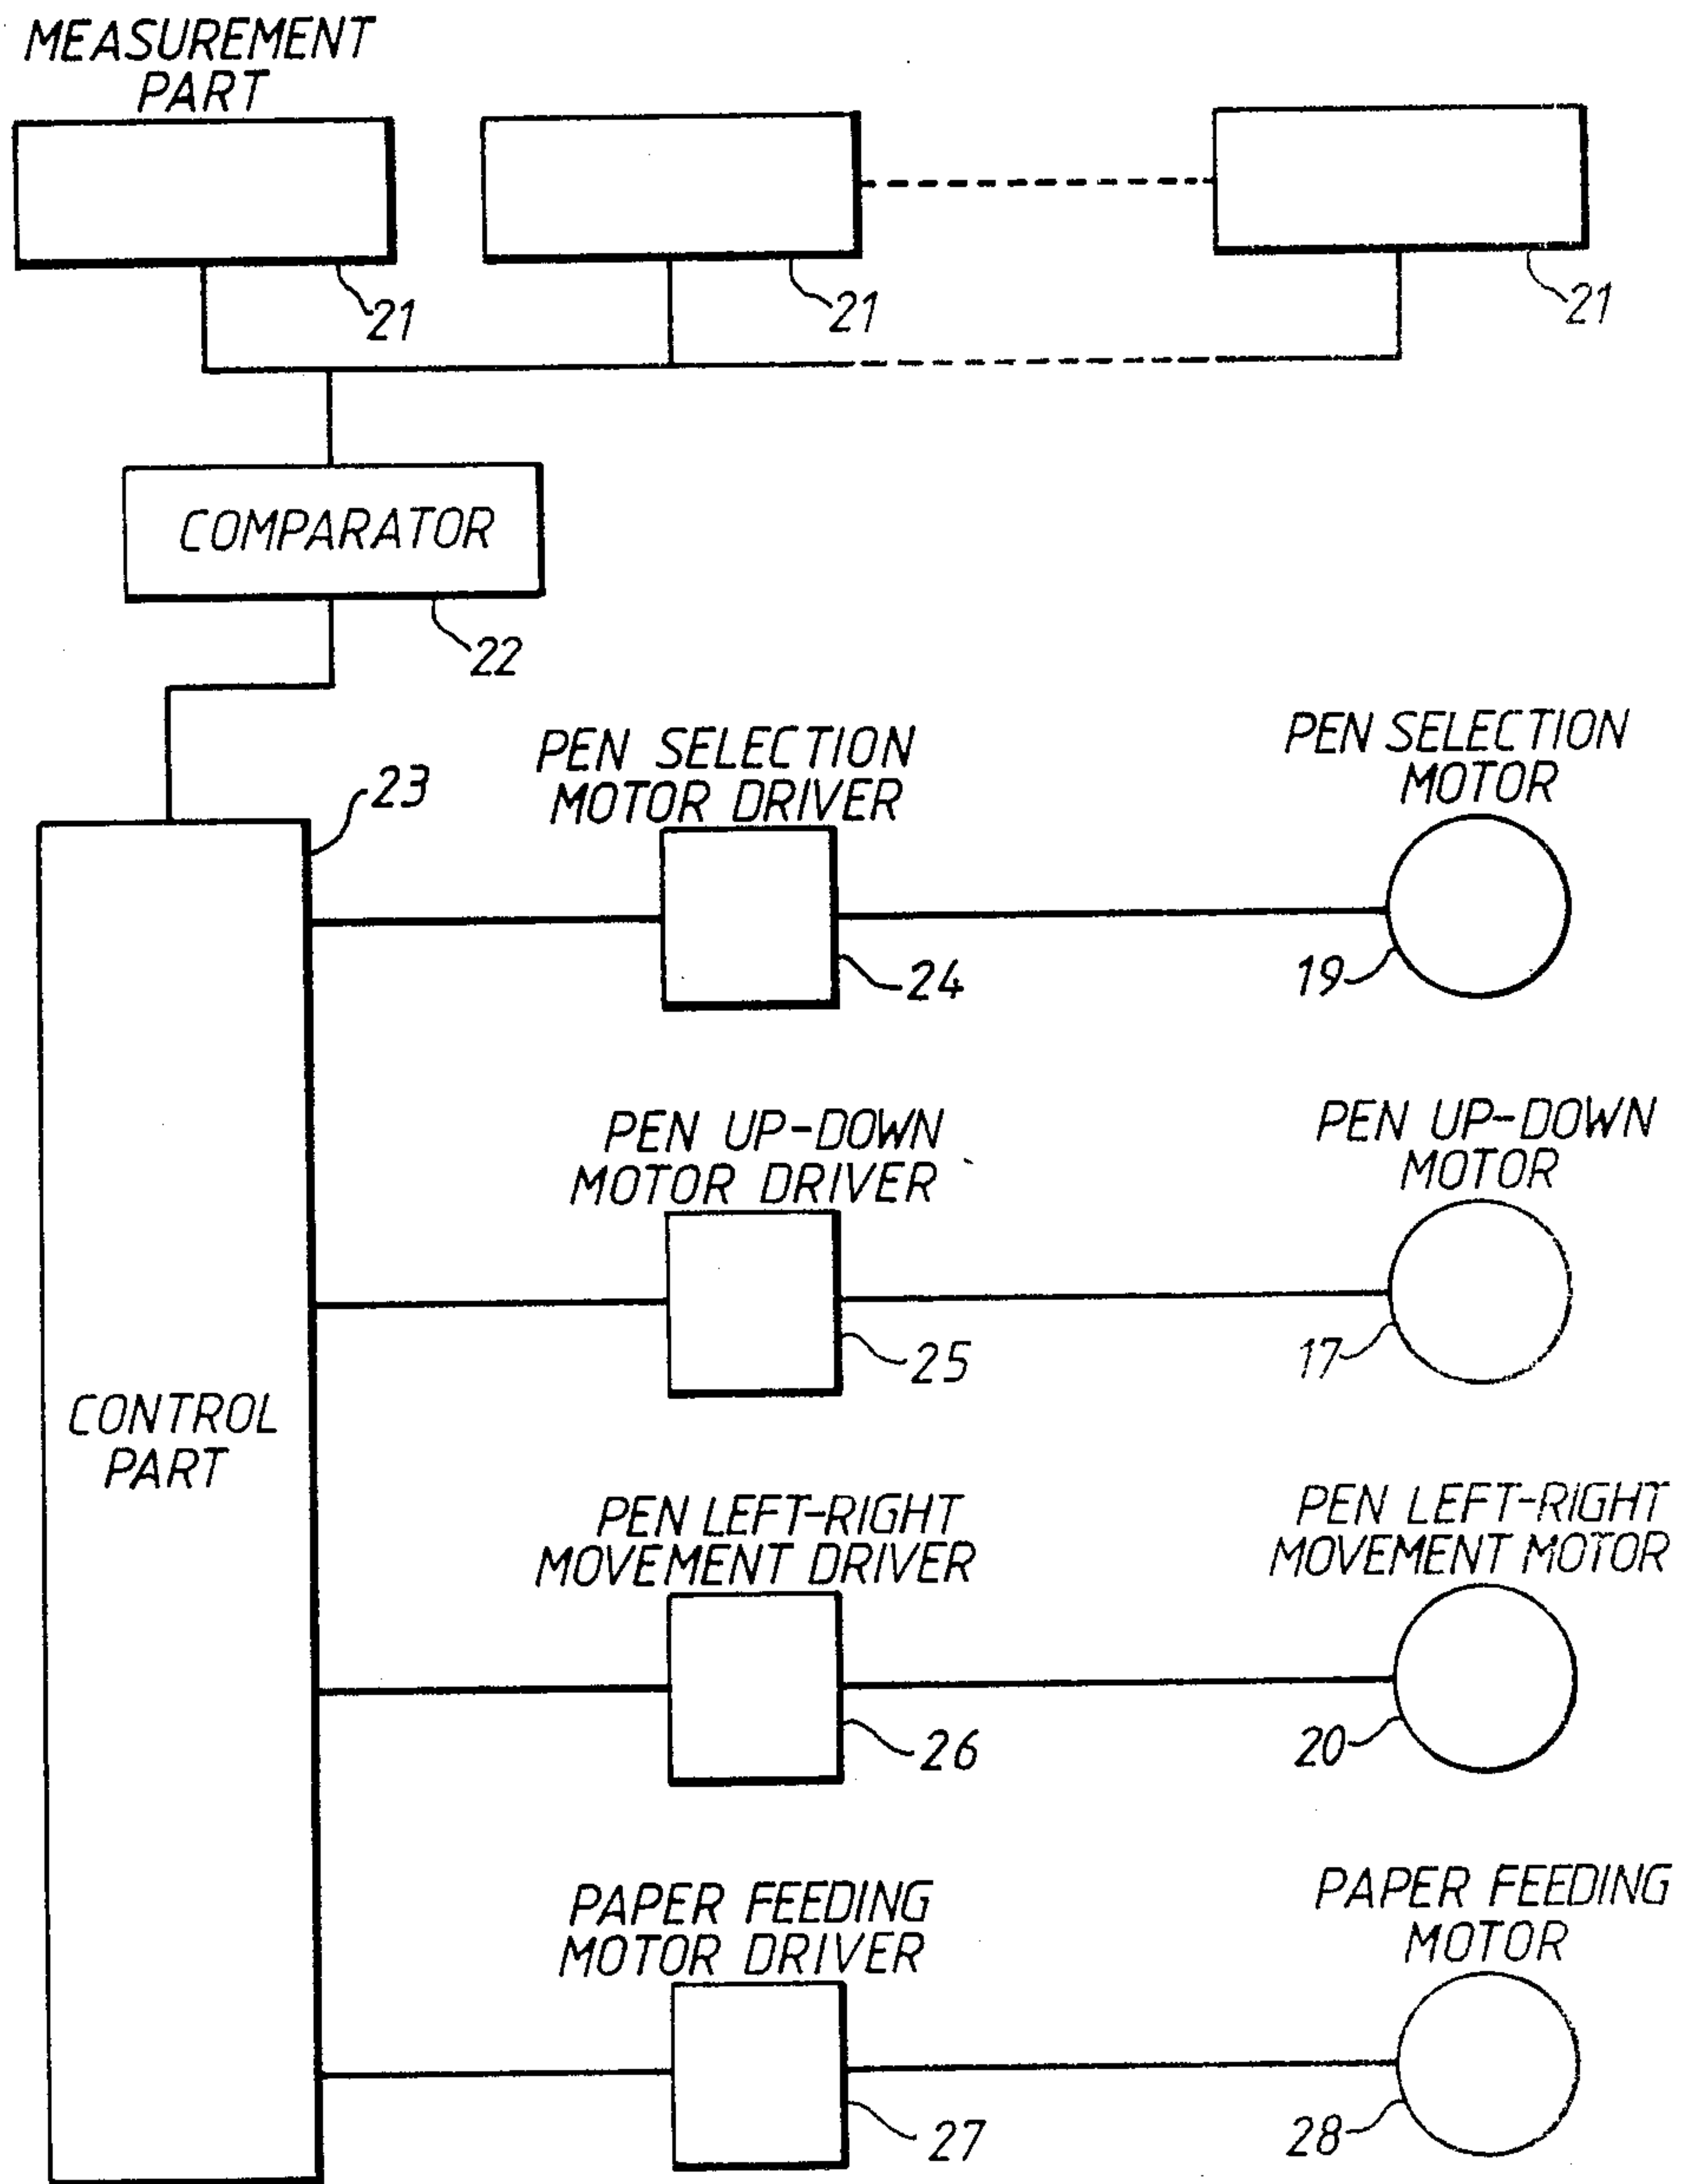 MEASUREMENT
PART
21
21
21
COMPARATOR
22
23
PEN SELECTION
MOTOR DRIVER
PEN SELECTION
MOTOR
24
19
PEN UP-DOWN
MOTOR DRIVER
PEN UP-DOWN
MOTOR
25
17
CONTROL
PART
PEN LEFT-RIGHT
MOVEMENT DRIVER
PEN LEFT-RIGHT
MOVEMENT MOTOR
26
20
PAPER FEEDING
MOTOR DRIVER
PAPER FEEDING
MOTOR
27
28